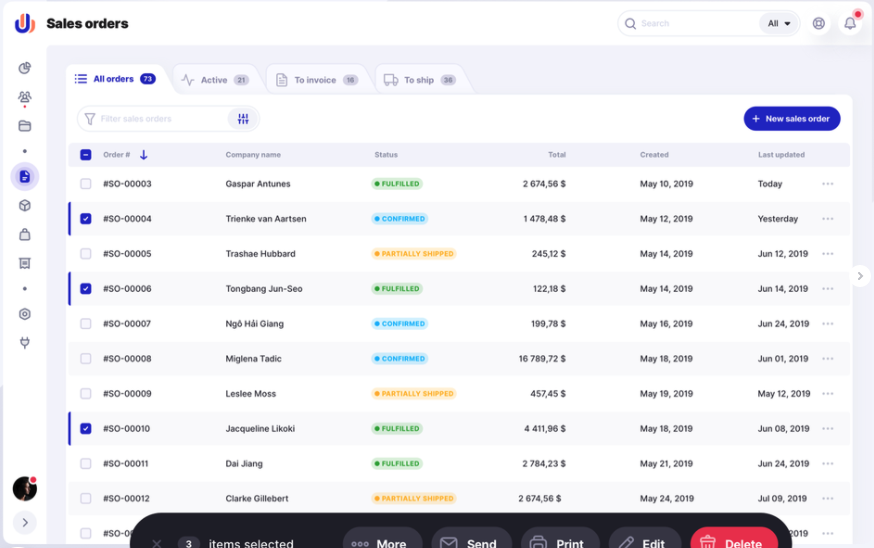 Sales orders
Search
All
All orders 73
Active 21
To invoice 16
To ship 36
Filter sales orders
+ New sales order
Order # Company name Status Total Created Last updated
#SO-00003 Gaspar Antunes FULFILLED 2 674,56 $ May 10, 2019 Today
#SO-00004 Trienke van Aartsen CONFIRMED 1 478,48 $ May 12, 2019 Yesterday
#SO-00005 Trashae Hubbard PARTIALLY SHIPPED 245,12 $ May 14, 2019 Jun 12, 2019
#SO-00006 Tongbang Jun-Seo FULFILLED 122,18 $ May 14, 2019 Jun 14, 2019
#SO-00007 Ngô Hải Giang CONFIRMED 199,78 $ May 16, 2019 Jun 24, 2019
#SO-00008 Miglena Tadic CONFIRMED 16 789,72 $ May 18, 2019 Jun 01, 2019
#SO-00009 Leslee Moss PARTIALLY SHIPPED 457,45 $ May 19, 2019 May 12, 2019
#SO-00010 Jacqueline Likoki FULFILLED 4 411,96 $ May 18, 2019 Jun 08, 2019
#SO-00011 Dai Jiang FULFILLED 2 784,23 $ May 21, 2019 Jun 24, 2019
#SO-00012 Clarke Gillebert PARTIALLY SHIPPED 2 674,56 $ May 24, 2019 Jul 09, 2019
3 items selected More Send Print Edit Delete